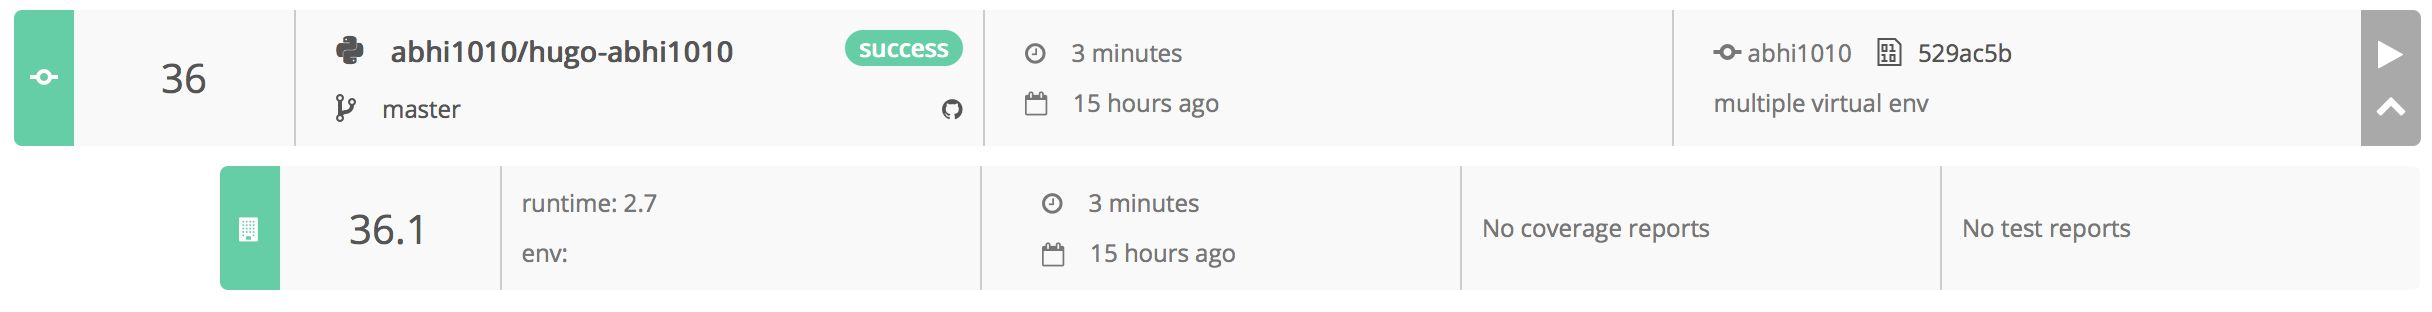 36
abhi1010/hugo-abhi1010
success
master
3 minutes
15 hours ago
abhi1010 529ac5b
multiple virtual env
36.1
runtime: 2.7
env:
3 minutes
15 hours ago
No coverage reports
No test reports